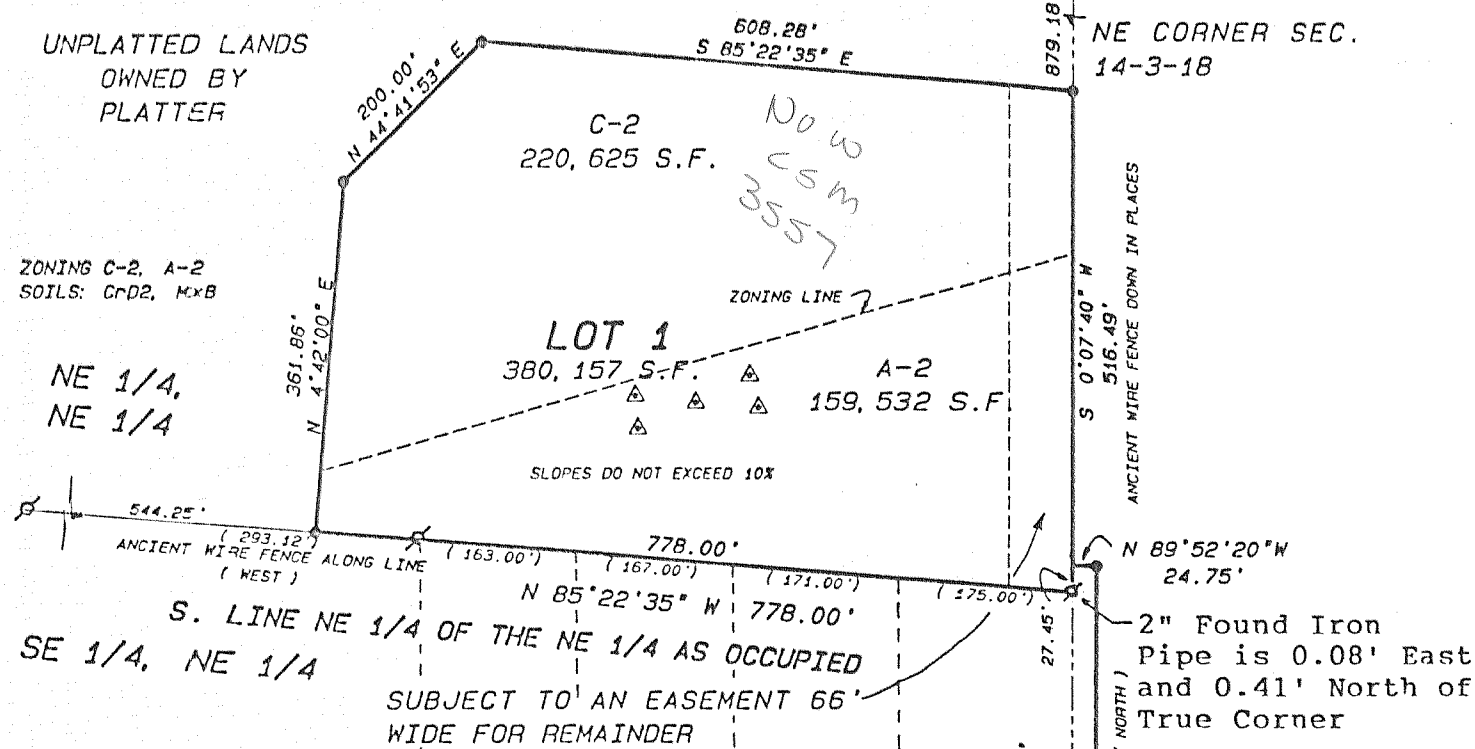 608.28'
S 85°22'35" E
879.18
NE CORNER SEC.
14-3-18
UNPLATTED LANDS
OWNED BY
PLATTER
200.00'
N 44°41'53" E
C-2
220,625 S.F.
Now
CSM
3557
ZONING C-2, A-2
SOILS: CrD2, MxB
361.86'
N 4°42'00" E
ZONING LINE
LOT 1
380,157 S.F.
A-2
159,532 S.F.
S 0°07'40" W
516.49'
ANCIENT WIRE FENCE DOWN IN PLACES
NE 1/4,
NE 1/4
SLOPES DO NOT EXCEED 10%
544.25'
(293.12')
ANCIENT WIRE FENCE ALONG LINE
(WEST)
(163.00')
778.00'
(167.00')
(171.00')
(175.00')
N 85°22'35" W 778.00'
N 89°52'20"W
24.75'
27.45'
S. LINE NE 1/4 OF THE NE 1/4 AS OCCUPIED
SE 1/4, NE 1/4
2" Found Iron
Pipe is 0.08' East
and 0.41' North of
True Corner
SUBJECT TO AN EASEMENT 66'
WIDE FOR REMAINDER
NORTH)